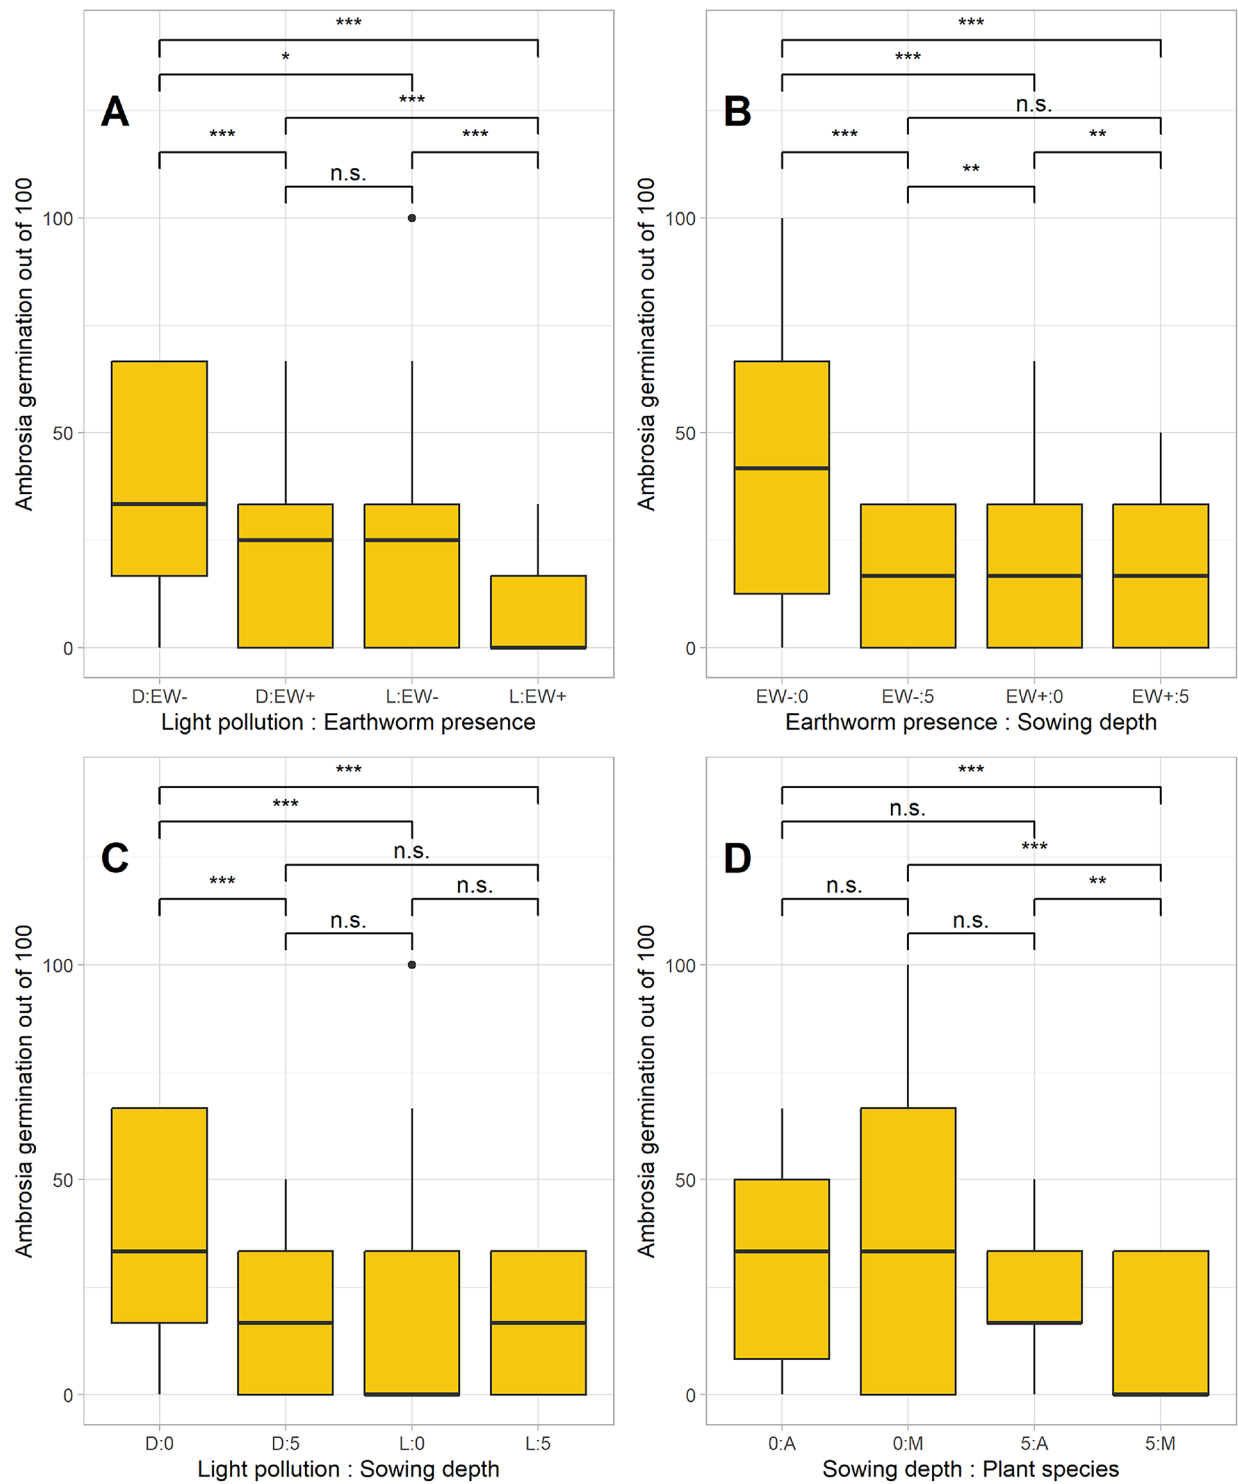 ***
*
A
***
***
***
n.s.
Ambrosia germination out of 100
100
50
0
D:EW-
D:EW+
L:EW-
L:EW+
Light pollution : Earthworm presence
***
***
B
n.s.
***
**
**
Ambrosia germination out of 100
100
50
0
EW-:0
EW-:5
EW+:0
EW+:5
Earthworm presence : Sowing depth
***
***
C
n.s.
***
n.s.
n.s.
Ambrosia germination out of 100
100
50
0
D:0
D:5
L:0
L:5
Light pollution : Sowing depth
***
n.s.
D
***
n.s.
**
n.s.
Ambrosia germination out of 100
100
50
0
0:A
0:M
5:A
5:M
Sowing depth : Plant species